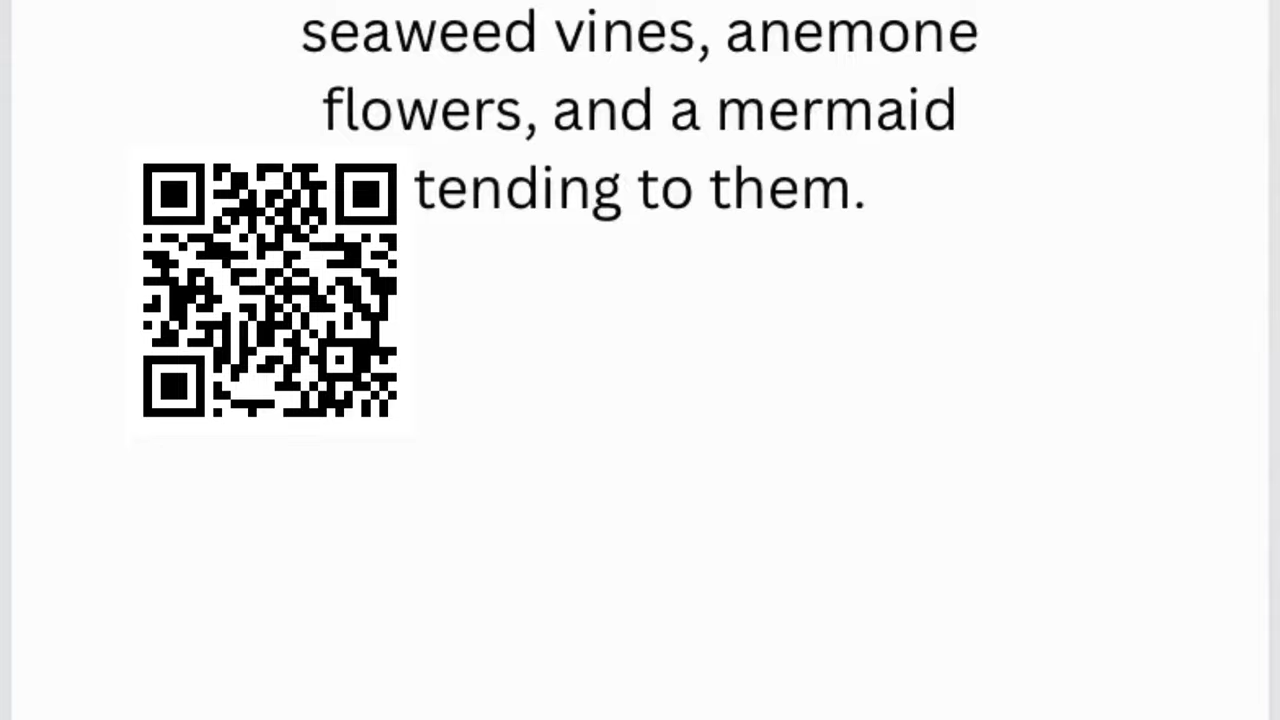 seaweed vines, anemone
flowers, and a mermaid
tending to them.